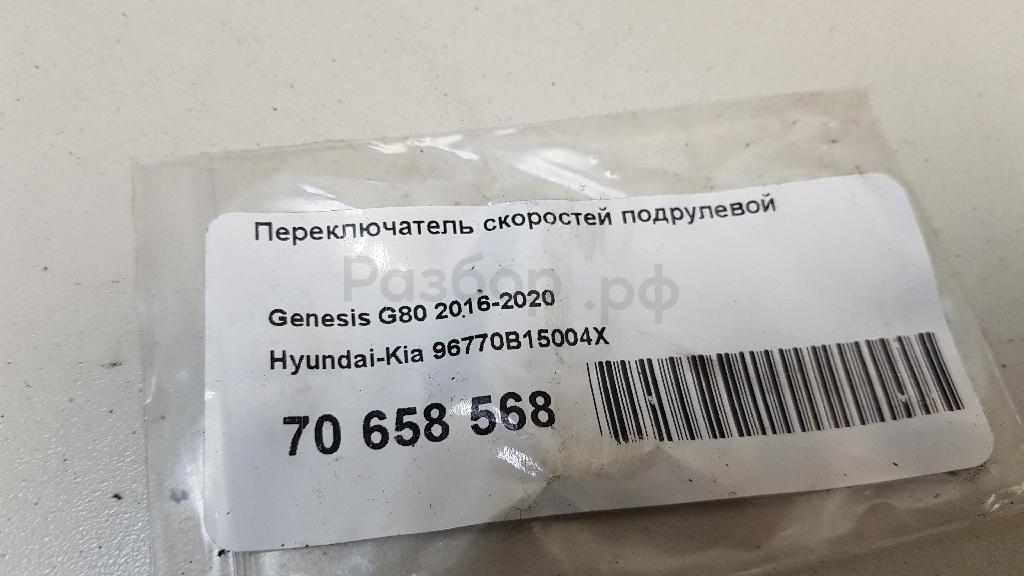 Переключатель скоростей подрулевой
Разбор.рф
Genesis G80 2016-2020
Hyundai-Kia 96770B15004X
70 658 568